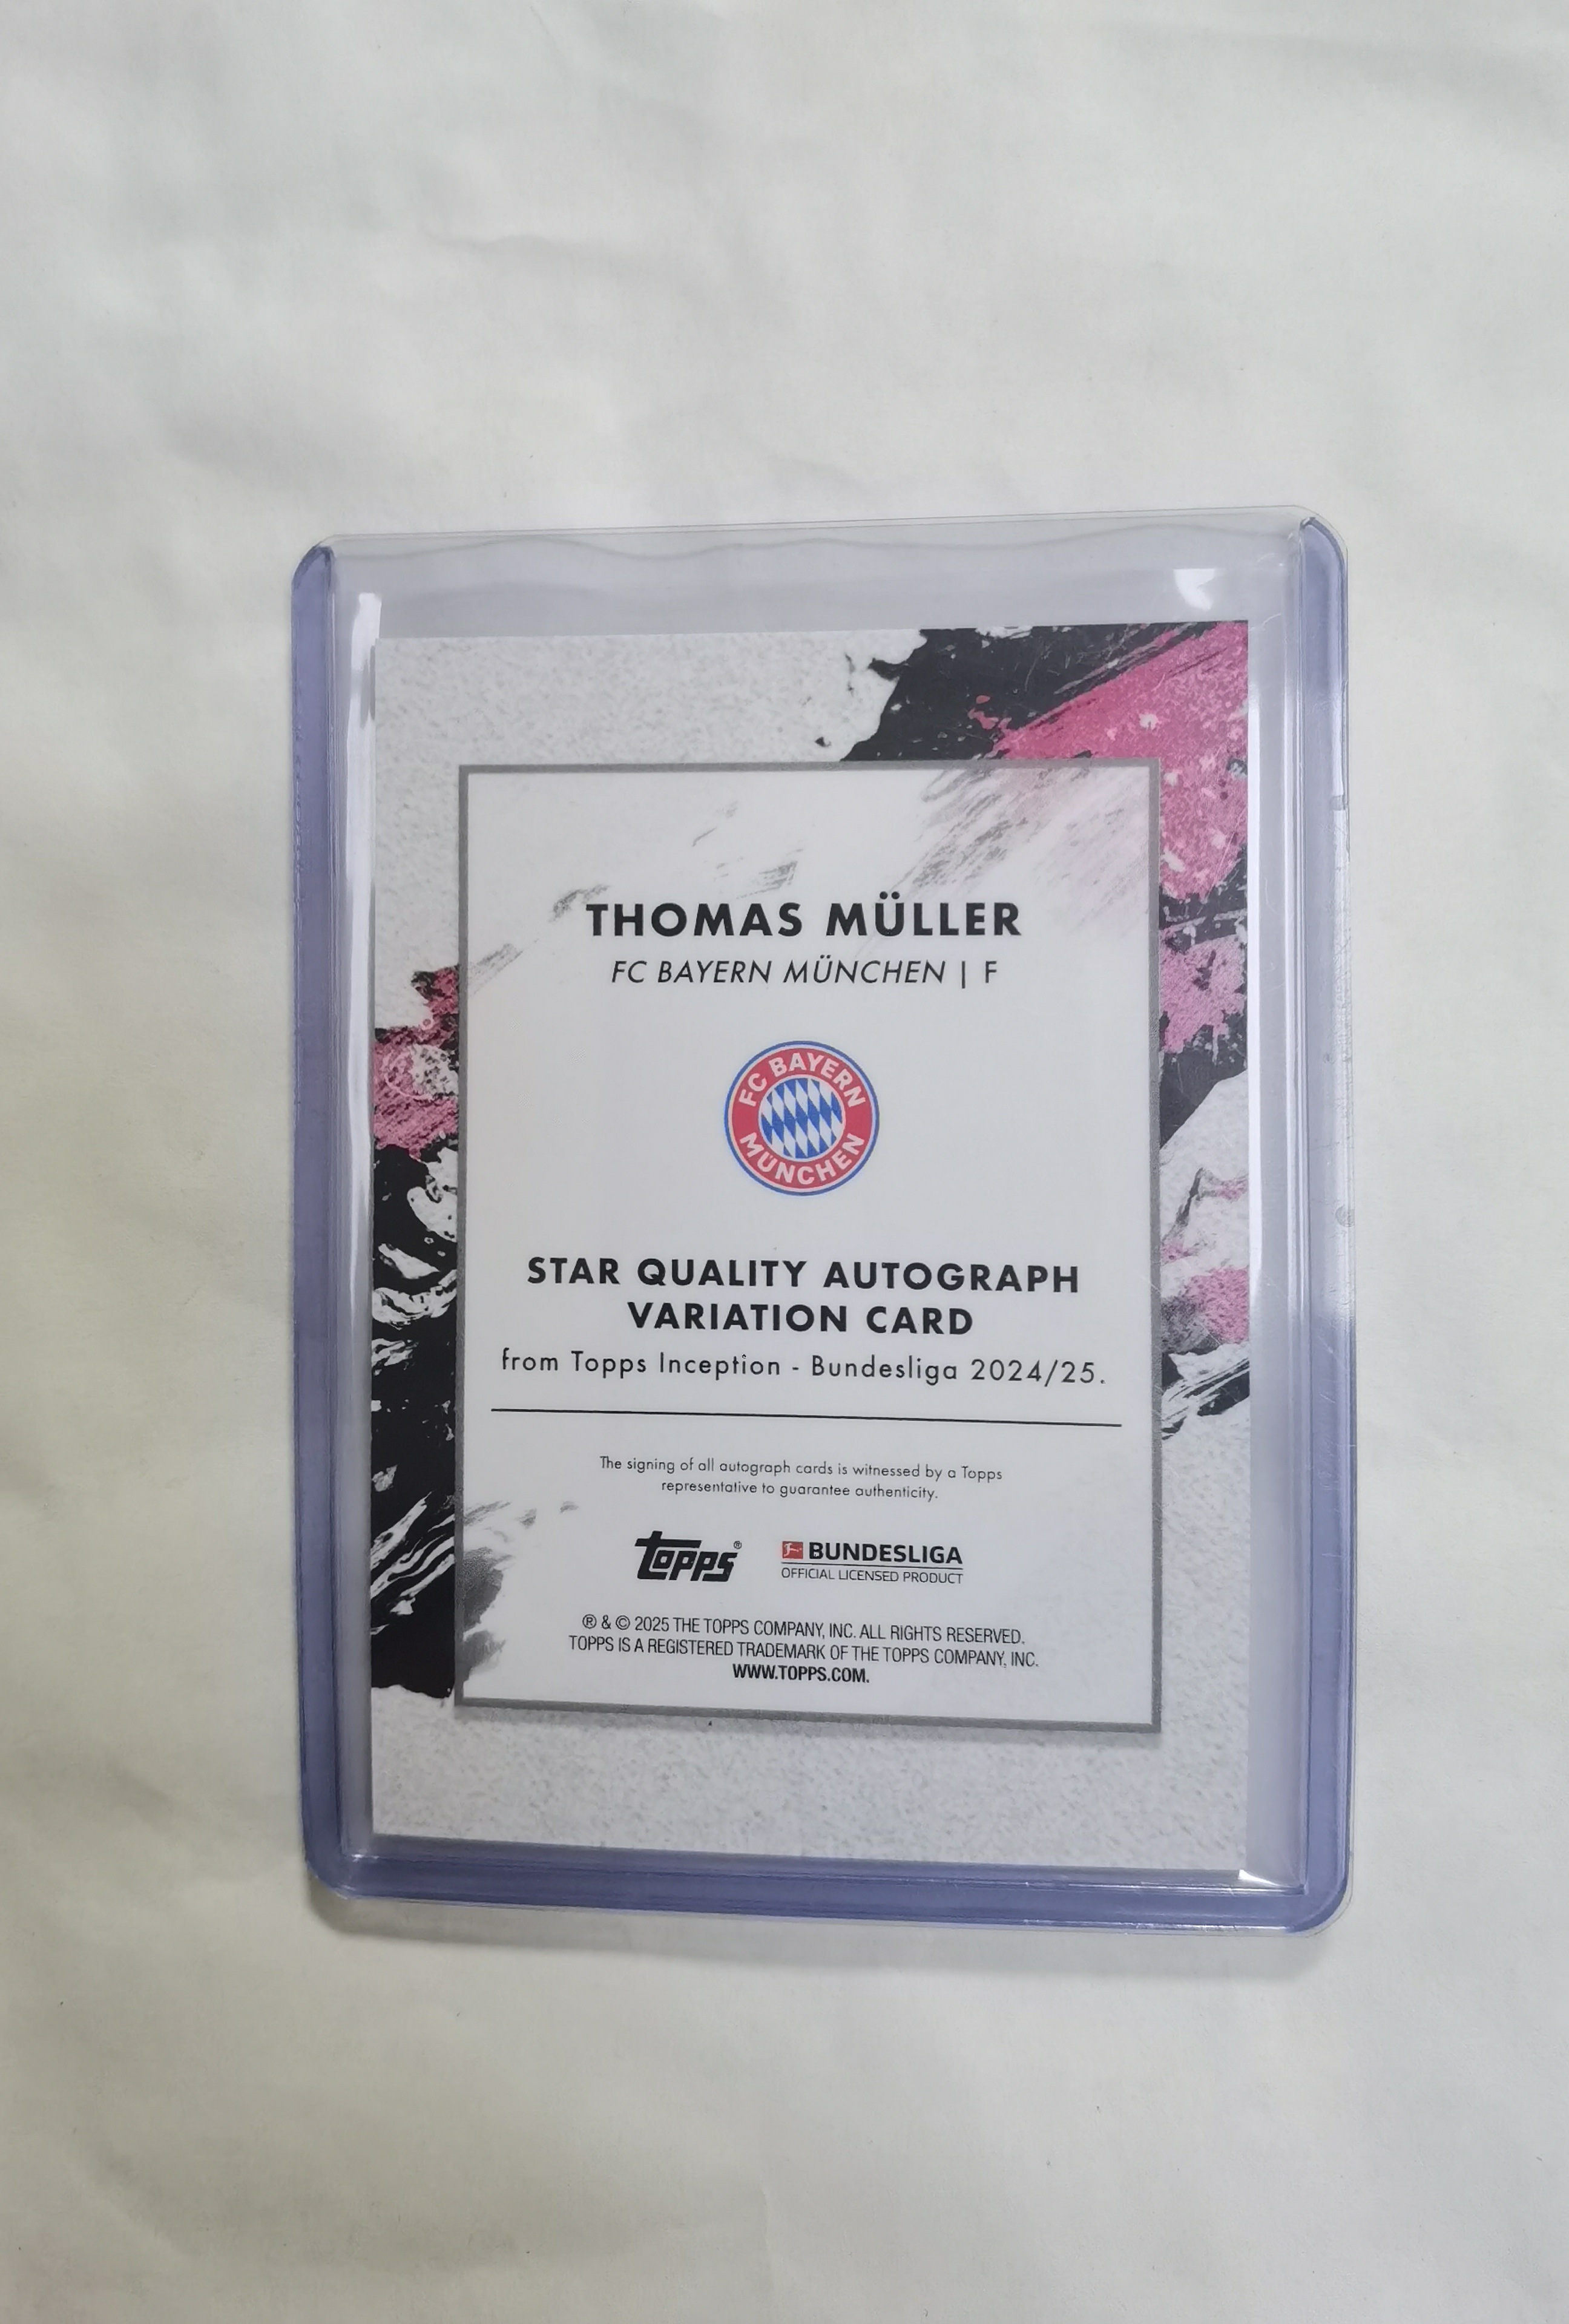 THOMAS MÜLLER
FC BAYERN MÜNCHEN | F
FC BAYERN
MÜNCHEN
STAR QUALITY AUTOGRAPH
VARIATION CARD
from Topps Inception - Bundesliga 2024/25.
The signing of all autograph cards is witnessed by a Topps
representative to guarantee authenticity.
topps®
BUNDESLIGA
OFFICIAL LICENSED PRODUCT
® & © 2025 THE TOPPS COMPANY, INC. ALL RIGHTS RESERVED.
TOPPS IS A REGISTERED TRADEMARK OF THE TOPPS COMPANY, INC.
WWW.TOPPS.COM.